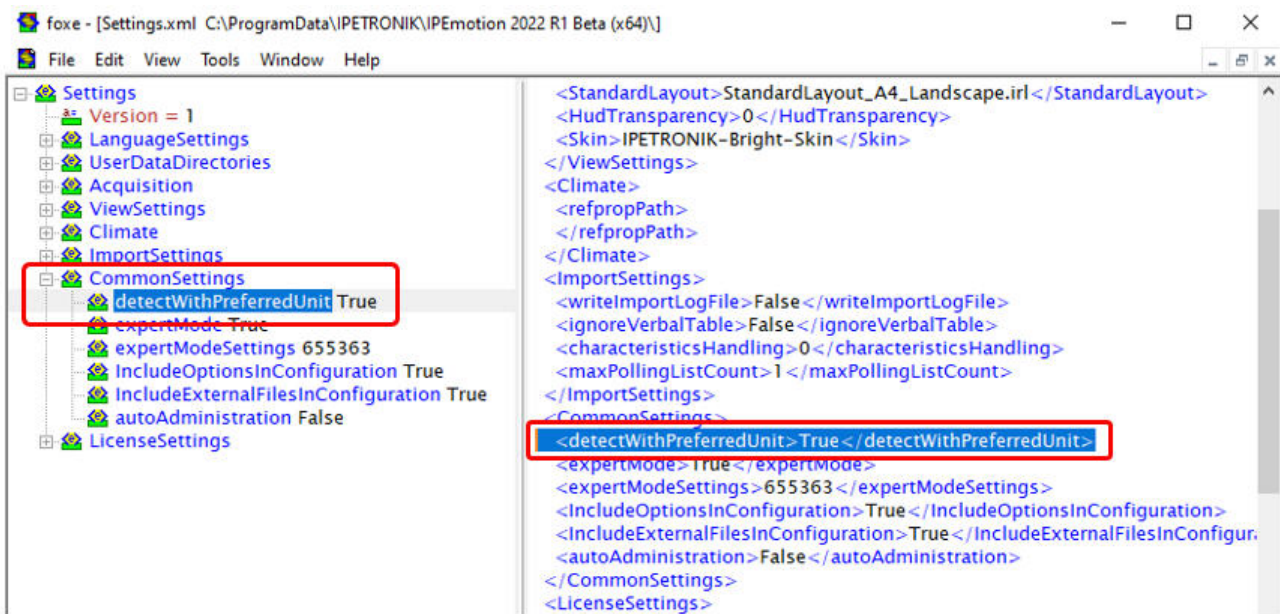 foxe - [Settings.xml C:\ProgramData\IPETRONIK\IPEmotion 2022 R1 Beta (x64)\]
File Edit View Tools Window Help
Settings
Version = 1
LanguageSettings
UserDataDirectories
Acquisition
ViewSettings
Climate
ImportSettings
CommonSettings
detectWithPreferredUnit True
expertMode True
expertModeSettings 655363
IncludeOptionsInConfiguration True
IncludeExternalFilesInConfiguration True
autoAdministration False
LicenseSettings
<StandardLayout>StandardLayout_A4_Landscape.irl</StandardLayout>
<HudTransparency>0</HudTransparency>
<Skin>IPETRONIK-Bright-Skin</Skin>
</ViewSettings>
<Climate>
<refpropPath>
</refpropPath>
</Climate>
<ImportSettings>
<writeImportLogFile>False</writeImportLogFile>
<ignoreVerbalTable>False</ignoreVerbalTable>
<characteristicsHandling>0</characteristicsHandling>
<maxPollingListCount>1</maxPollingListCount>
</ImportSettings>
<CommonSettings>
<detectWithPreferredUnit>True</detectWithPreferredUnit>
<expertMode>True</expertMode>
<expertModeSettings>655363</expertModeSettings>
<IncludeOptionsInConfiguration>True</IncludeOptionsInConfiguration>
<IncludeExternalFilesInConfiguration>True</IncludeExternalFilesInConfigur
<autoAdministration>False</autoAdministration>
</CommonSettings>
<LicenseSettings>